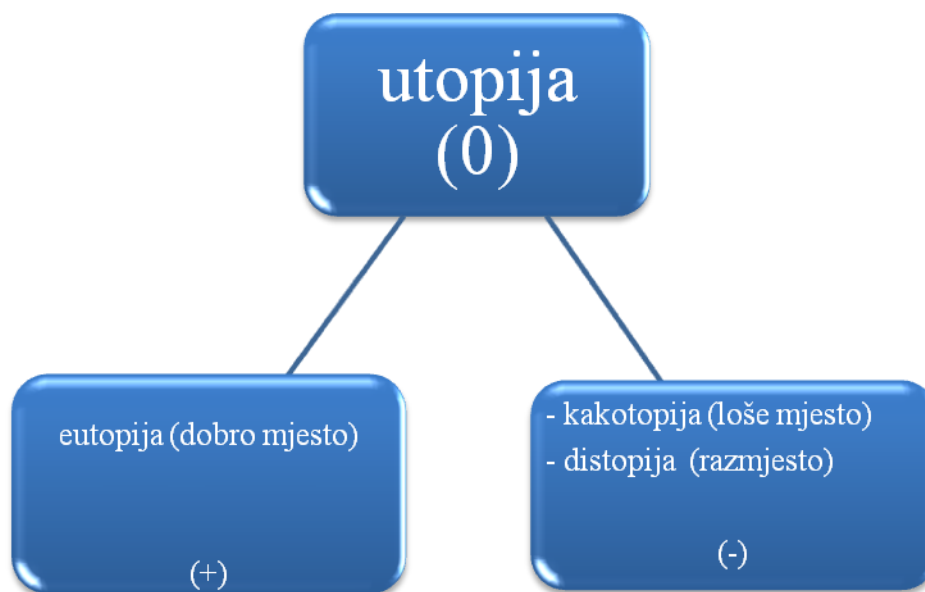 utopija
(0)
eutopija (dobro mjesto)
(+)
- kakotopija (loše mjesto)
- distopija (razmjesto)
(-)